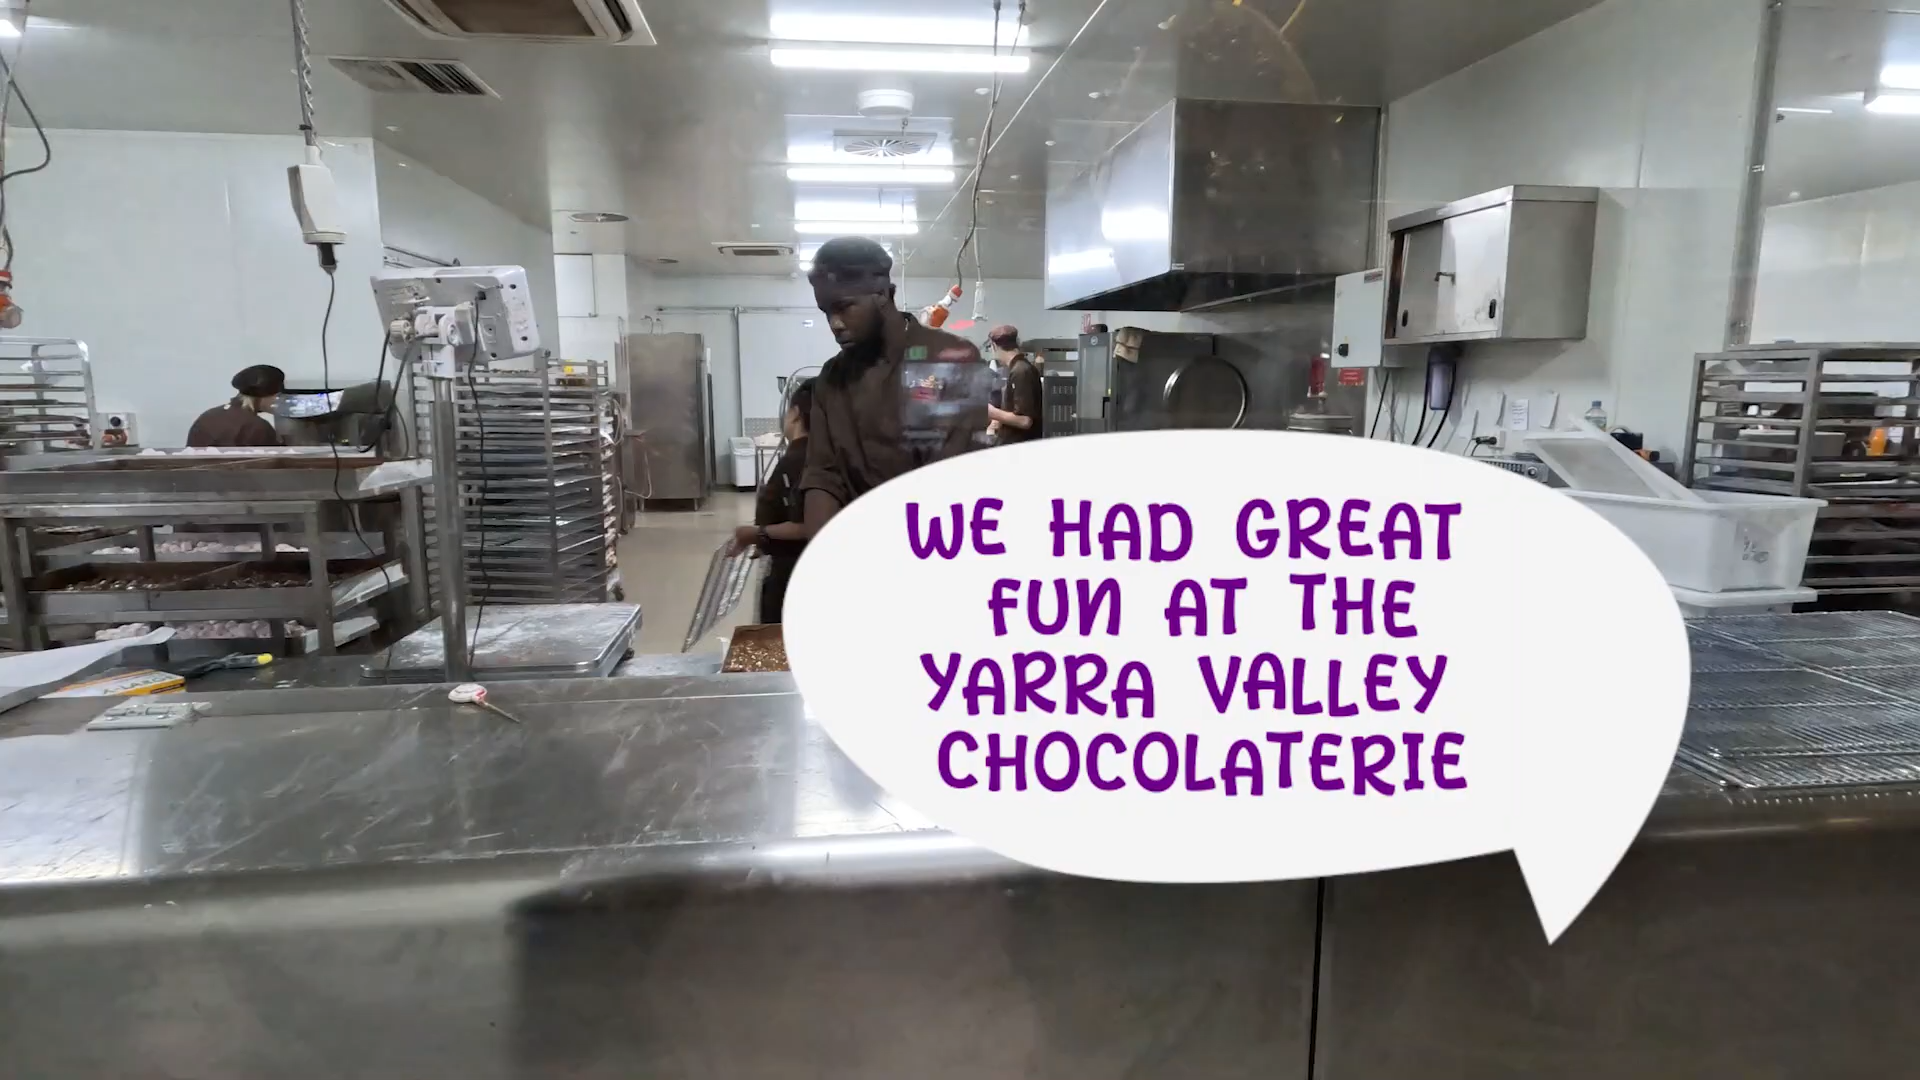 WE HAD GREAT
FUN AT THE
YARRA VALLEY
CHOCOLATERIE